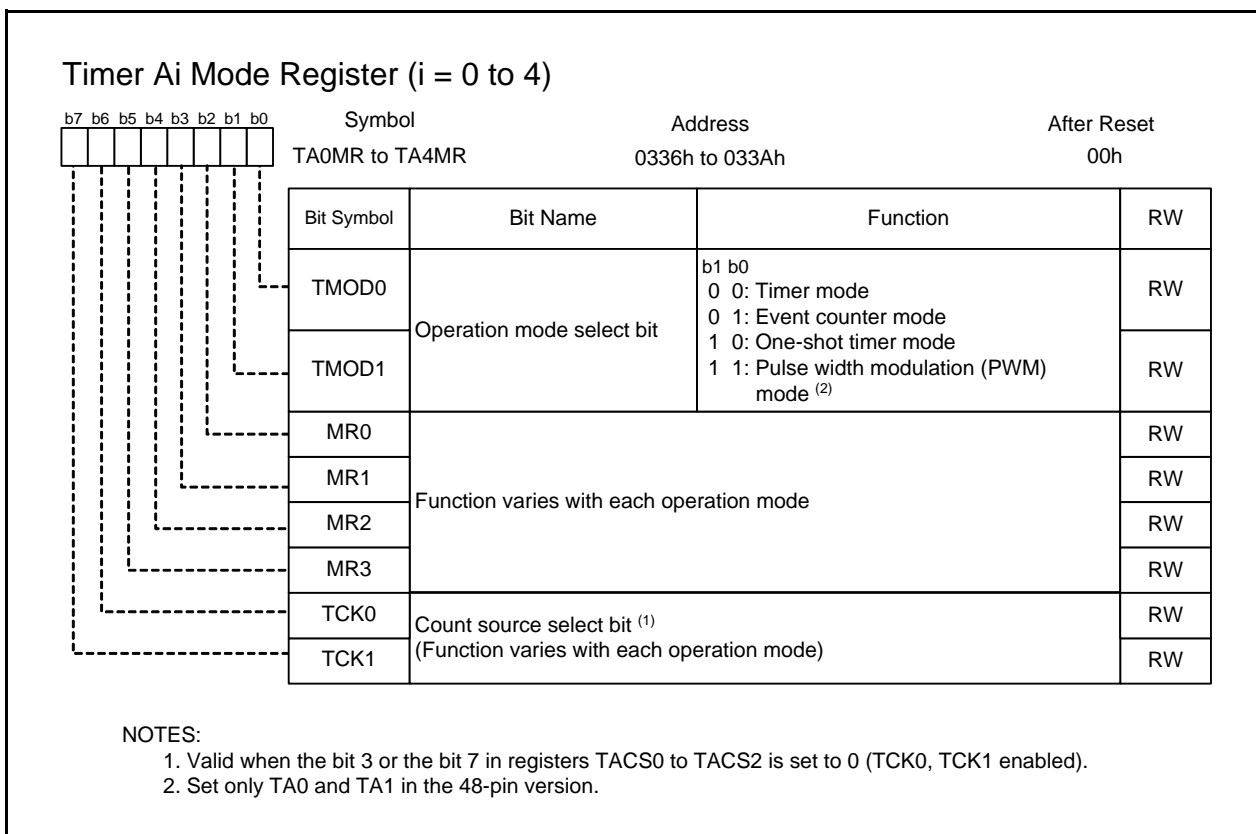 Timer Ai Mode Register (i = 0 to 4)
b7 b6 b5 b4 b3 b2 b1 b0
Symbol Address After Reset
TA0MR to TA4MR 0336h to 033Ah 00h
Bit Symbol Bit Name Function RW
TMOD0 Operation mode select bit b1 b0
0 0: Timer mode
0 1: Event counter mode
1 0: One-shot timer mode
1 1: Pulse width modulation (PWM)
mode (2)
RW
TMOD1 RW
MR0 Function varies with each operation mode RW
MR1 RW
MR2 RW
MR3 RW
TCK0 Count source select bit (1)
(Function varies with each operation mode)
RW
TCK1 RW
NOTES:
1. Valid when the bit 3 or the bit 7 in registers TACS0 to TACS2 is set to 0 (TCK0, TCK1 enabled).
2. Set only TA0 and TA1 in the 48-pin version.